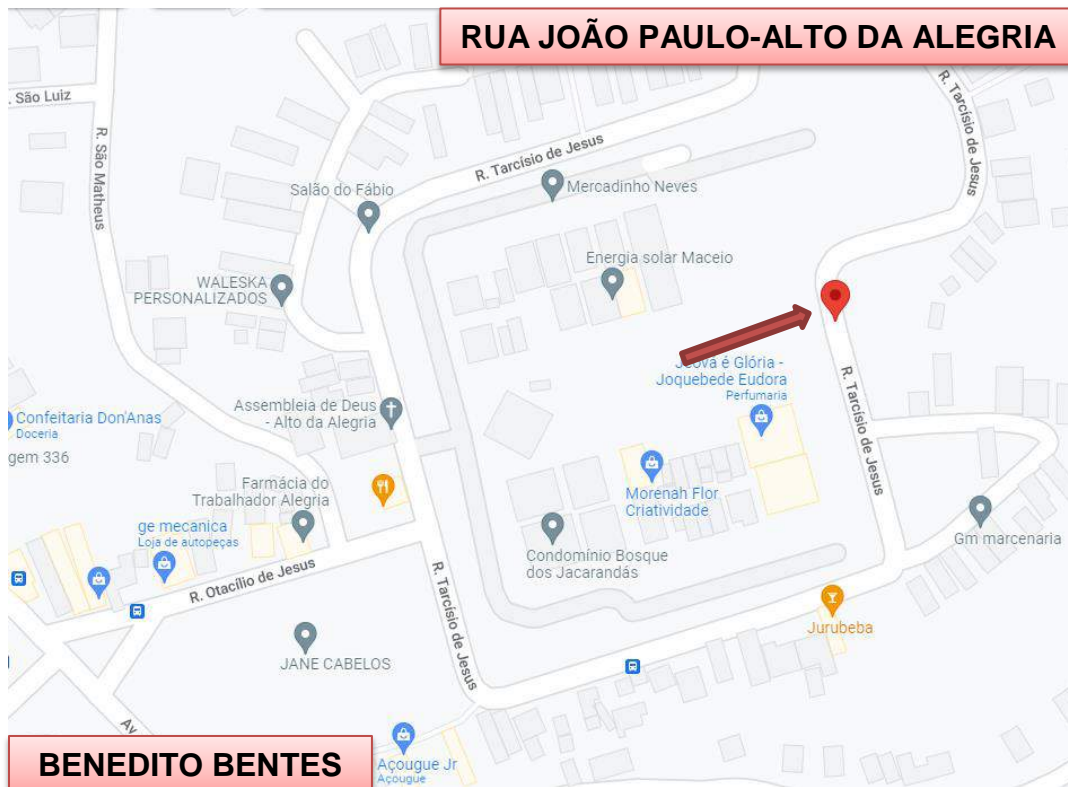 RUA JOÃO PAULO-ALTO DA ALEGRIA
. São Luiz
R. São Matheus
R. Tarcísio de Jesus
R. Tarcísio de Jesus
Salão do Fábio
Mercadinho Neves
Energia solar Maceio
WALESKA
PERSONALIZADOS
Jeová é Glória -
Joquebede Eudora
Perfumaria
R. Tarcísio de Jesus
Assembleia de Deus
- Alto da Alegria
Confeitaria Don'Anas
Doceria
gem 336
Farmácia do
Trabalhador Alegria
Morenah Flor
Criatividade
ge mecanica
Loja de autopeças
Gm marcenaria
Condomínio Bosque
dos Jacarandás
R. Otacílio de Jesus
R. Tarcísio de Jesus
Jurubeba
JANE CABELOS
Av
BENEDITO BENTES
Açougue Jr
Açougue